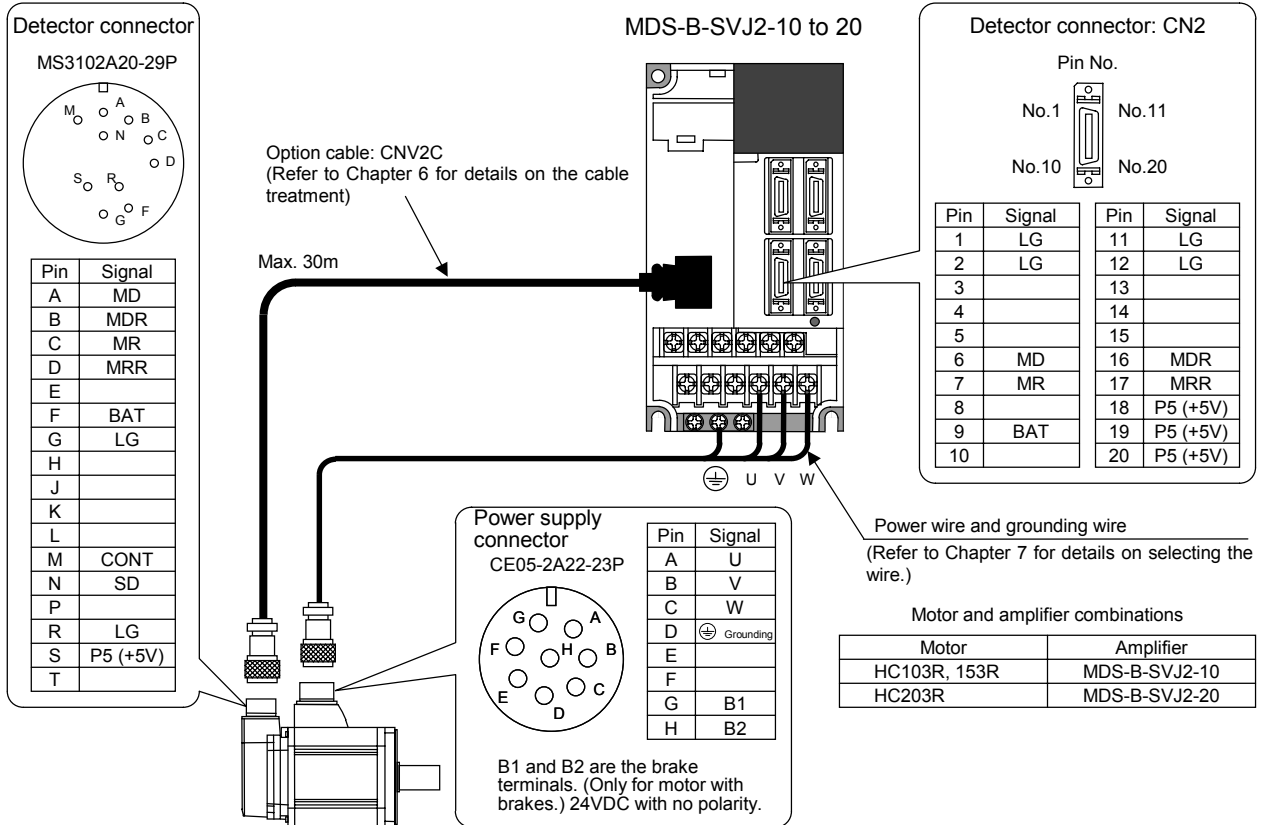 Detector connector
MS3102A20-29P
M
A
B
N
C
D
S
R
G
F
Pin Signal
A MD
B MDR
C MR
D MRR
E
F BAT
G LG
H
J
K
L
M CONT
N SD
P
R LG
S P5 (+5V)
T
Option cable: CNV2C
(Refer to Chapter 6 for details on the cable
treatment)
Max. 30m
MDS-B-SVJ2-10 to 20
U V W
Detector connector: CN2
Pin No.
No.1 No.11
No.10 No.20
Pin Signal Pin Signal
1 LG 11 LG
2 LG 12 LG
3 13
4 14
5 15
6 MD 16 MDR
7 MR 17 MRR
8 18 P5 (+5V)
9 BAT 19 P5 (+5V)
10 20 P5 (+5V)
Power supply
connector
CE05-2A22-23P
G
A
F
H
B
E
C
D
Pin Signal
A U
B V
C W
D Grounding
E
F
G B1
H B2
B1 and B2 are the brake
terminals. (Only for motor with
brakes.) 24VDC with no polarity.
Power wire and grounding wire
(Refer to Chapter 7 for details on selecting the
wire.)
Motor and amplifier combinations
Motor Amplifier
HC103R, 153R MDS-B-SVJ2-10
HC203R MDS-B-SVJ2-20